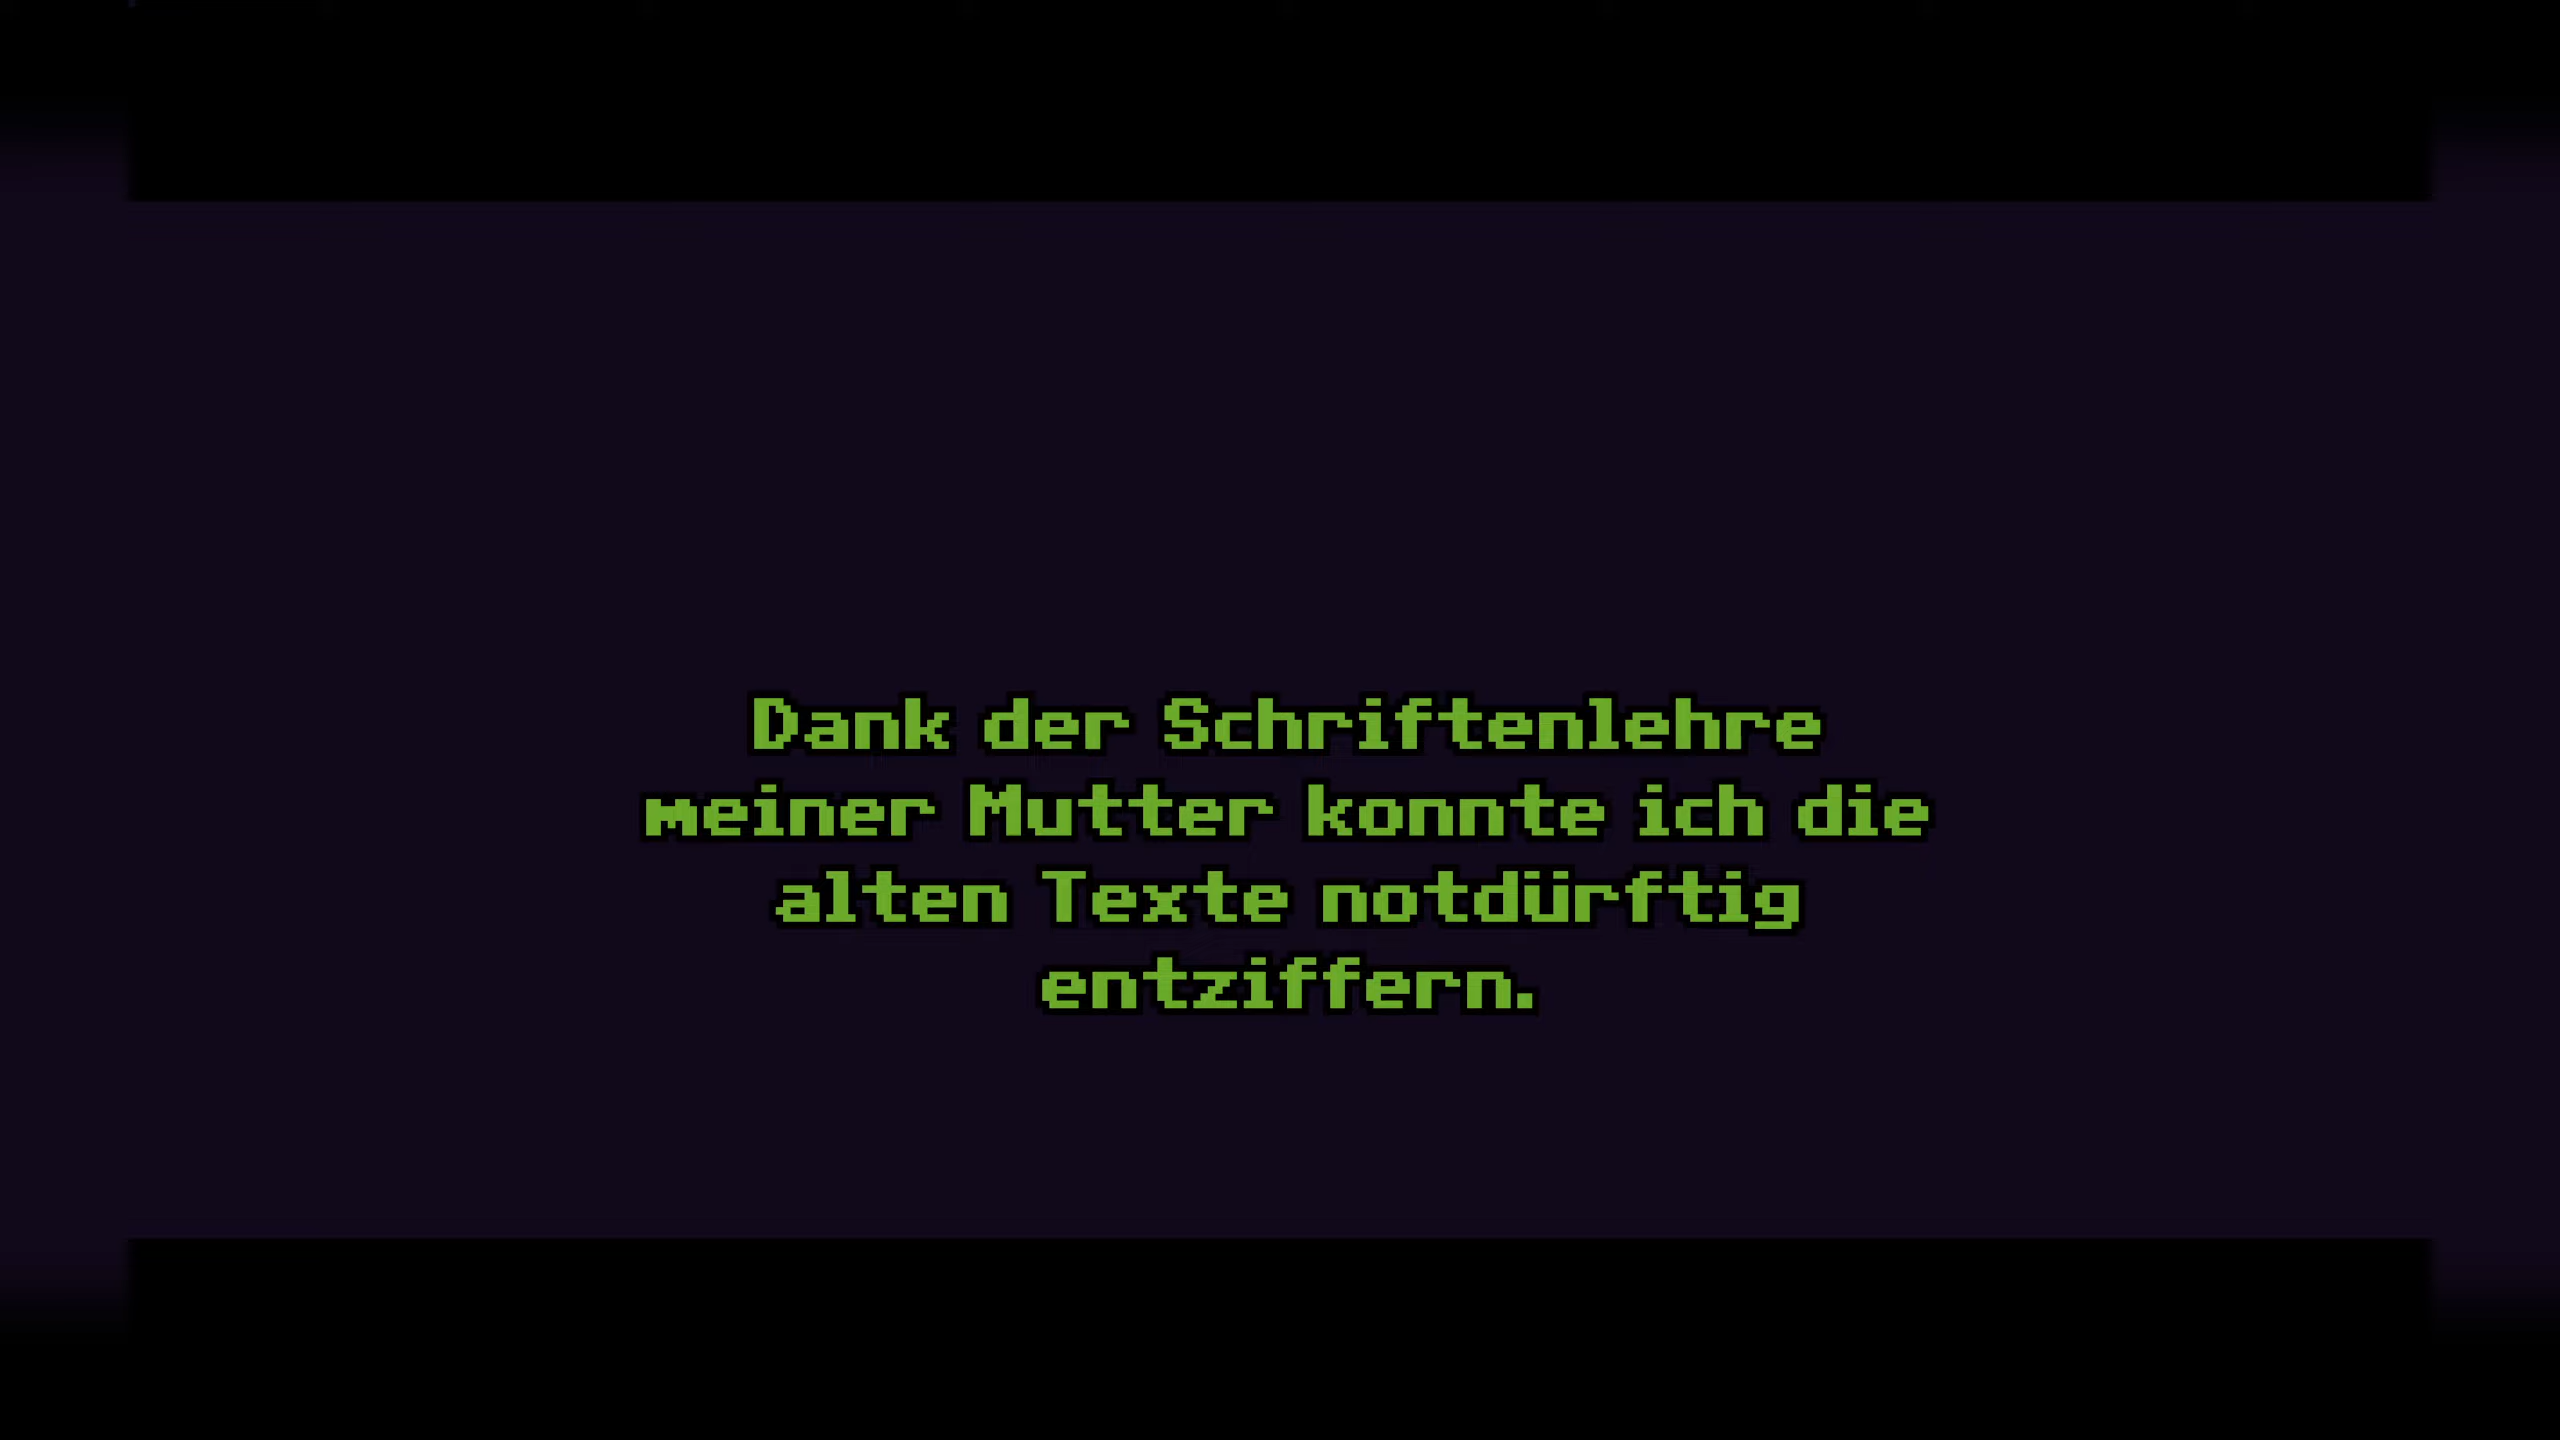 Dank der Schriftenlehre
meiner Mutter konnte ich die
alten Texte notdürftig
entziffern.